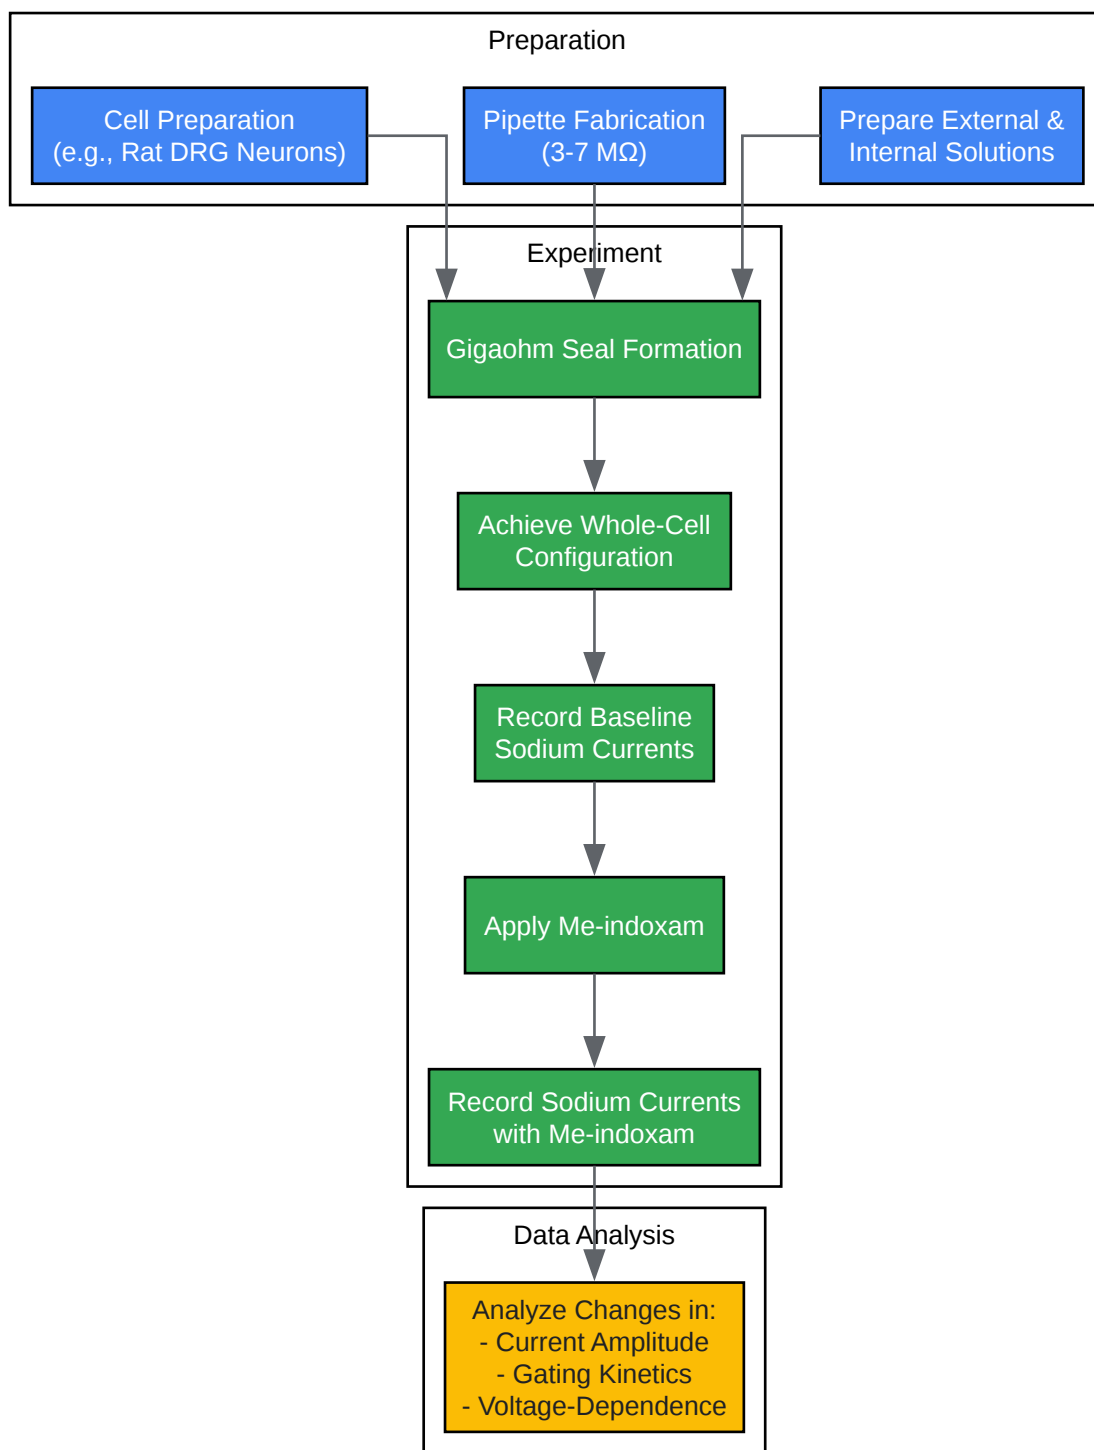 Preparation
Cell Preparation
(e.g., Rat DRG Neurons)
Pipette Fabrication
(3-7 MΩ)
Prepare External &
Internal Solutions
Experiment
Gigaohm Seal Formation
Achieve Whole-Cell
Configuration
Record Baseline
Sodium Currents
Apply Me-indoxam
Record Sodium Currents
with Me-indoxam
Data Analysis
Analyze Changes in:
- Current Amplitude
- Gating Kinetics
- Voltage-Dependence